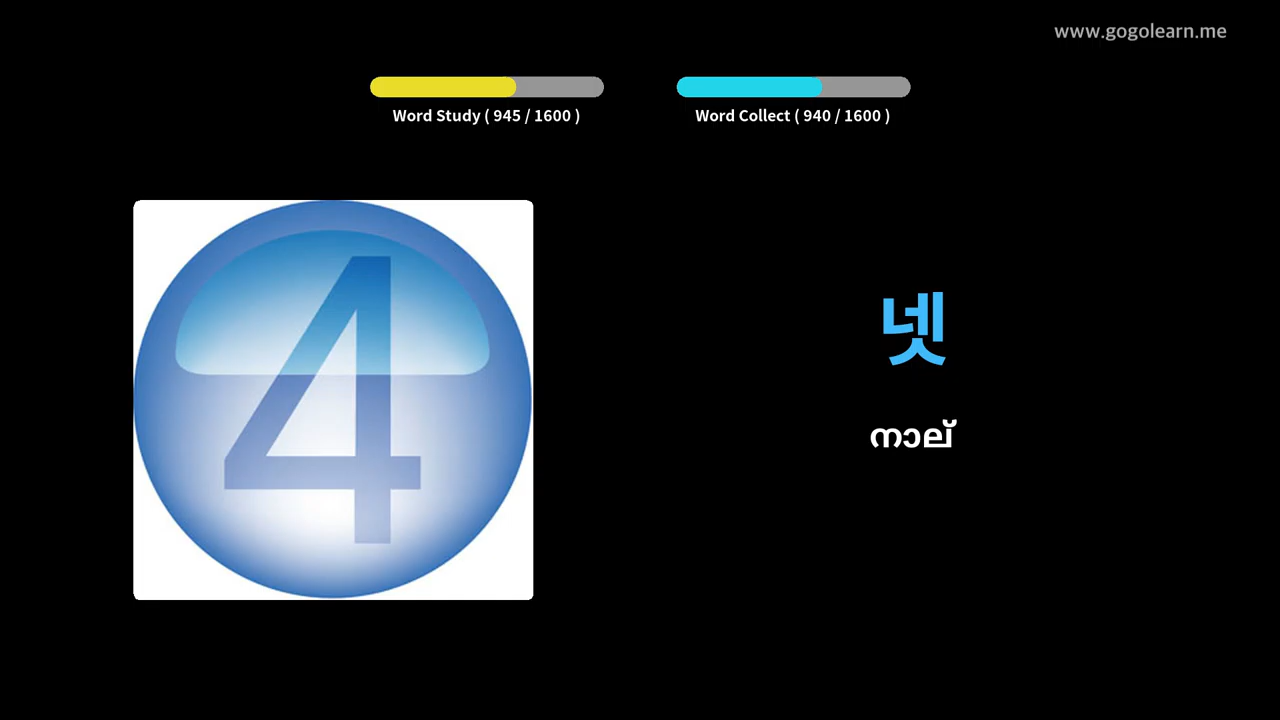 www.gogolearn.me
Word Study ( 945 / 1600 )
Word Collect ( 940 / 1600 )
4
넷
നാല്